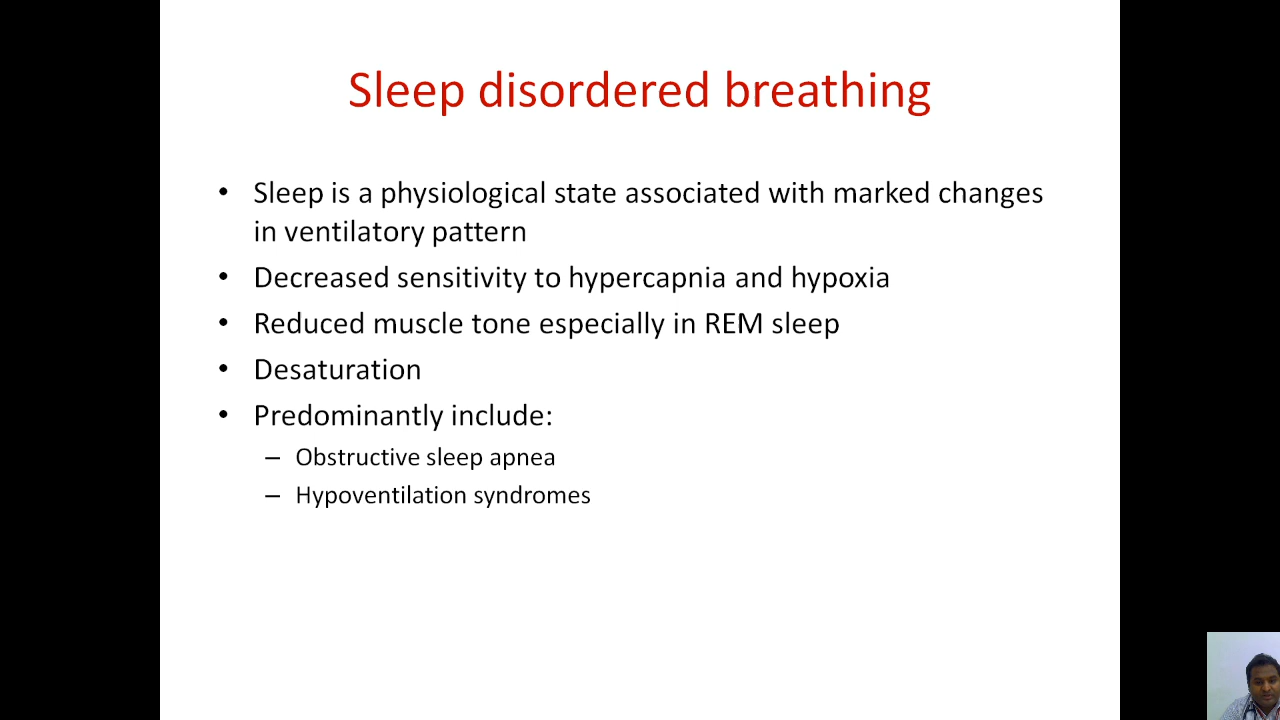 Sleep disordered breathing
• Sleep is a physiological state associated with marked changes
in ventilatory pattern
• Decreased sensitivity to hypercapnia and hypoxia
• Reduced muscle tone especially in REM sleep
• Desaturation
• Predominantly include:
– Obstructive sleep apnea
– Hypoventilation syndromes